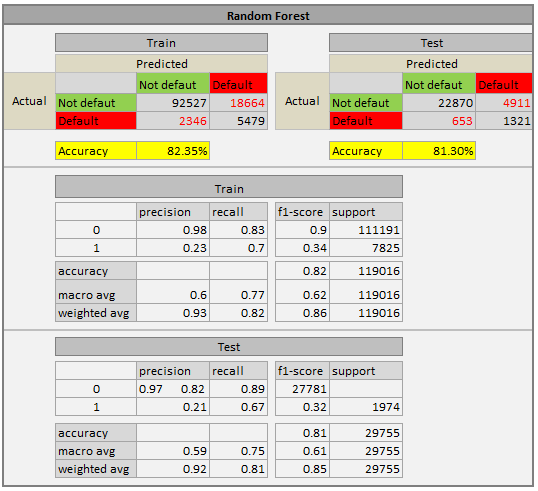 Random Forest
Train Test
Predicted Predicted
Not defaut Default Not defaut Default
Actual Not defaut 92527 18664 Actual Not defaut 22870 4911
Default 2346 5479 Default 653 1321
Accuracy 82.35% Accuracy 81.30%
Train
precision recall f1-score support
0 0.98 0.83 0.9 111191
1 0.23 0.7 0.34 7825
accuracy 0.82 119016
macro avg 0.6 0.77 0.62 119016
weighted avg 0.93 0.82 0.86 119016
Test
precision recall f1-score support
0 0.97 0.82 0.89 27781
1 0.21 0.67 0.32 1974
accuracy 0.81 29755
macro avg 0.59 0.75 0.61 29755
weighted avg 0.92 0.81 0.85 29755